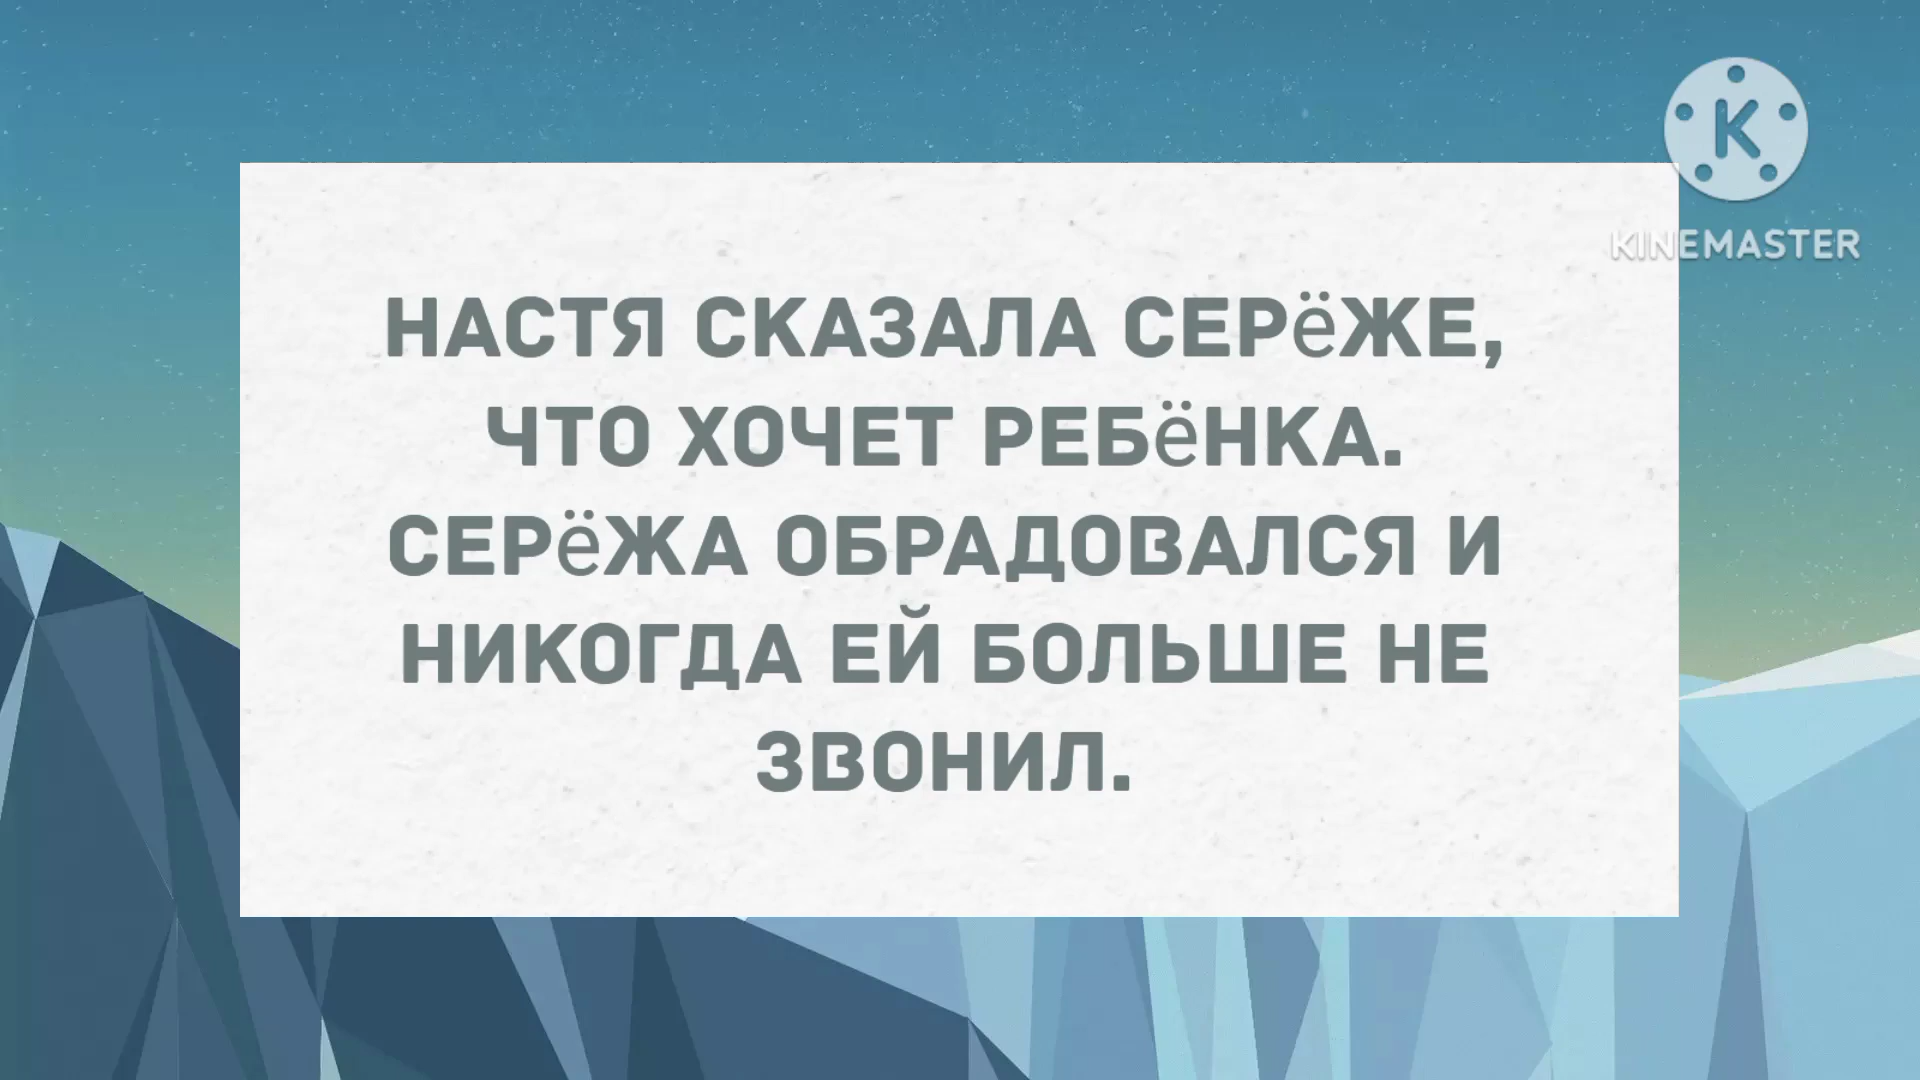 K
KINEMASTER
НАСТЯ СКАЗАЛА СЕРёЖЕ,
ЧТО ХОЧЕТ РЕБёНКА.
СЕРёЖА ОБРАДОВАЛСЯ И
НИКОГДА ЕЙ БОЛЬШЕ НЕ
ЗВОНИЛ.